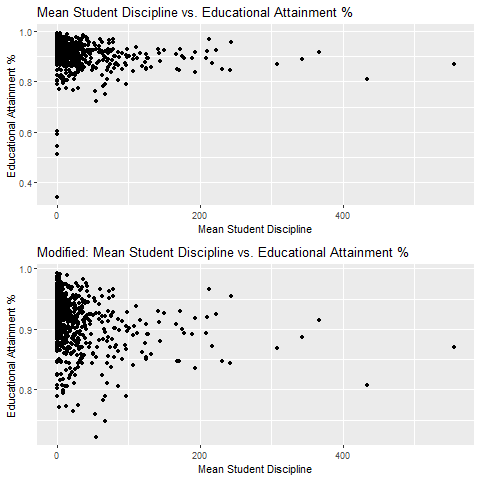 Mean Student Discipline vs. Educational Attainment %
Educational Attainment %
1.0
0.8
0.6
0.4
0
200
400
Mean Student Discipline
Modified: Mean Student Discipline vs. Educational Attainment %
Educational Attainment %
1.0
0.9
0.8
0
200
400
Mean Student Discipline